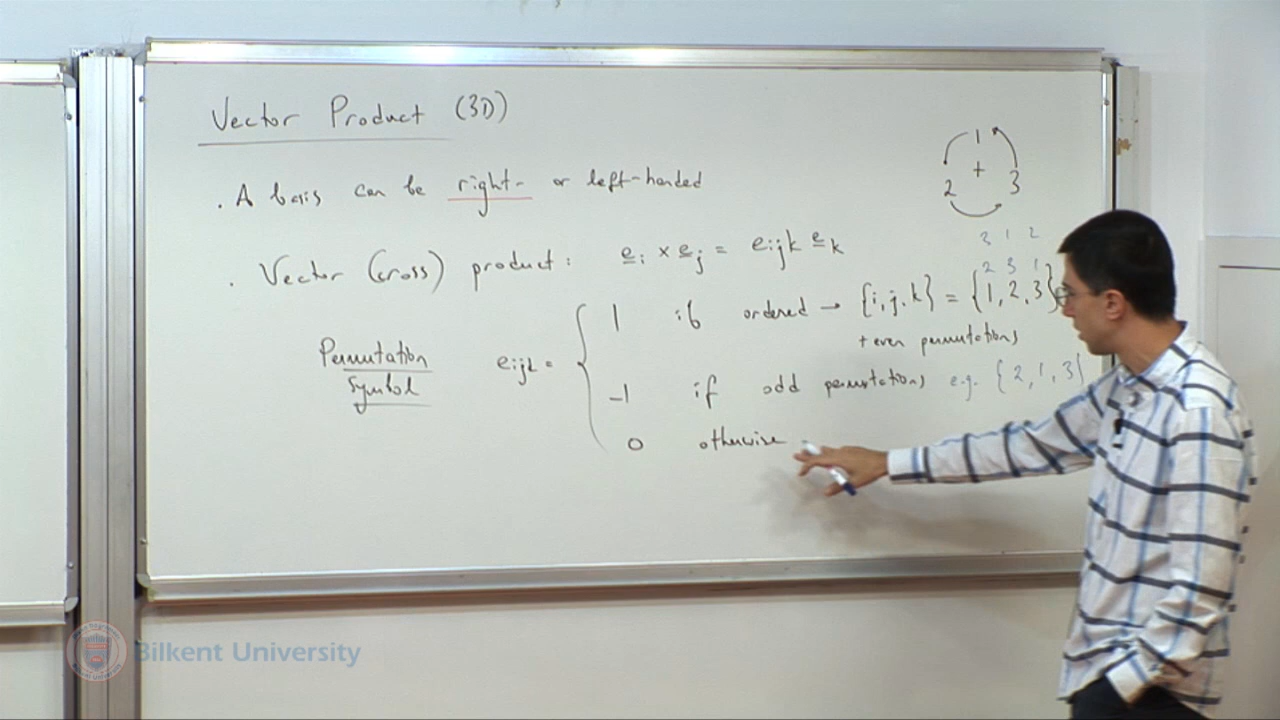 Vector Product (3D)
1
+
2 3
. A basis can be right- or left-handed
. Vector (cross) product: e_i × e_j = e_ijk e_k
3 1 2
2 3 1
Permutation Symbol
e_ijk = { 1 if ordered → {i,j,k} = {1,2,3}
+ even permutations
-1 if odd permutations e.g. {2,1,3}
0 otherwise
Bilkent University